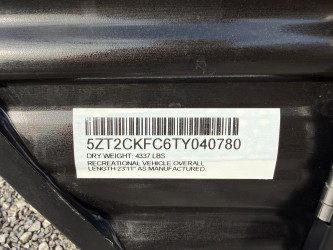 5ZT2CKFC6TY040780
DRY WEIGHT: 4337 LBS
RECREATIONAL VEHICLE OVERALL
LENGTH 23'11" AS MANUFACTURED.